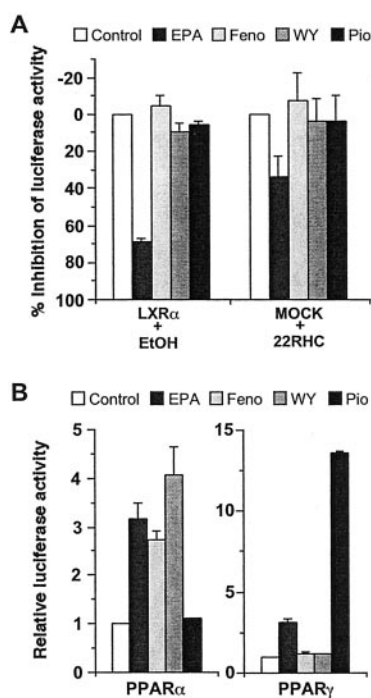 A
Control EPA Feno WY Pio
% Inhibition of luciferase activity
-20
0
20
40
60
80
100
LXRα
+
EtOH
MOCK
+
22RHC
B
Control EPA Feno WY Pio
Relative luciferase activity
5
4
3
2
1
0
PPARα
15
10
5
0
PPARγ